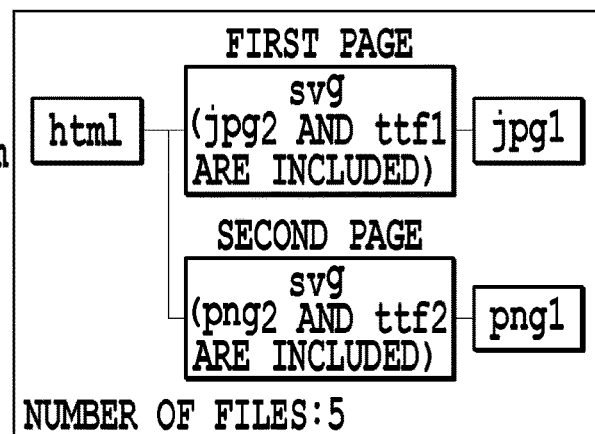 FIRST PAGE
html
svg
(jpg2 AND ttf1
ARE INCLUDED)
jpg1
SECOND PAGE
svg
(png2 AND ttf2
ARE INCLUDED)
png1
NUMBER OF FILES:5